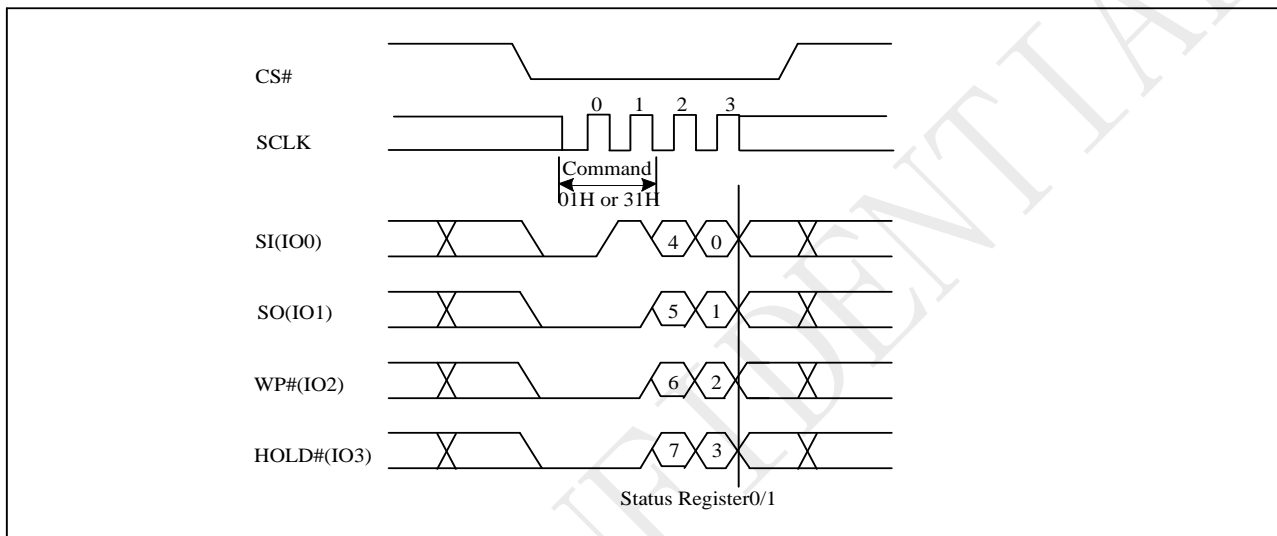 CS#
0 1 2 3
SCLK
Command
01H or 31H
SI(IO0) 4 0
SO(IO1) 5 1
WP#(IO2) 6 2
HOLD#(IO3) 7 3
Status Register0/1